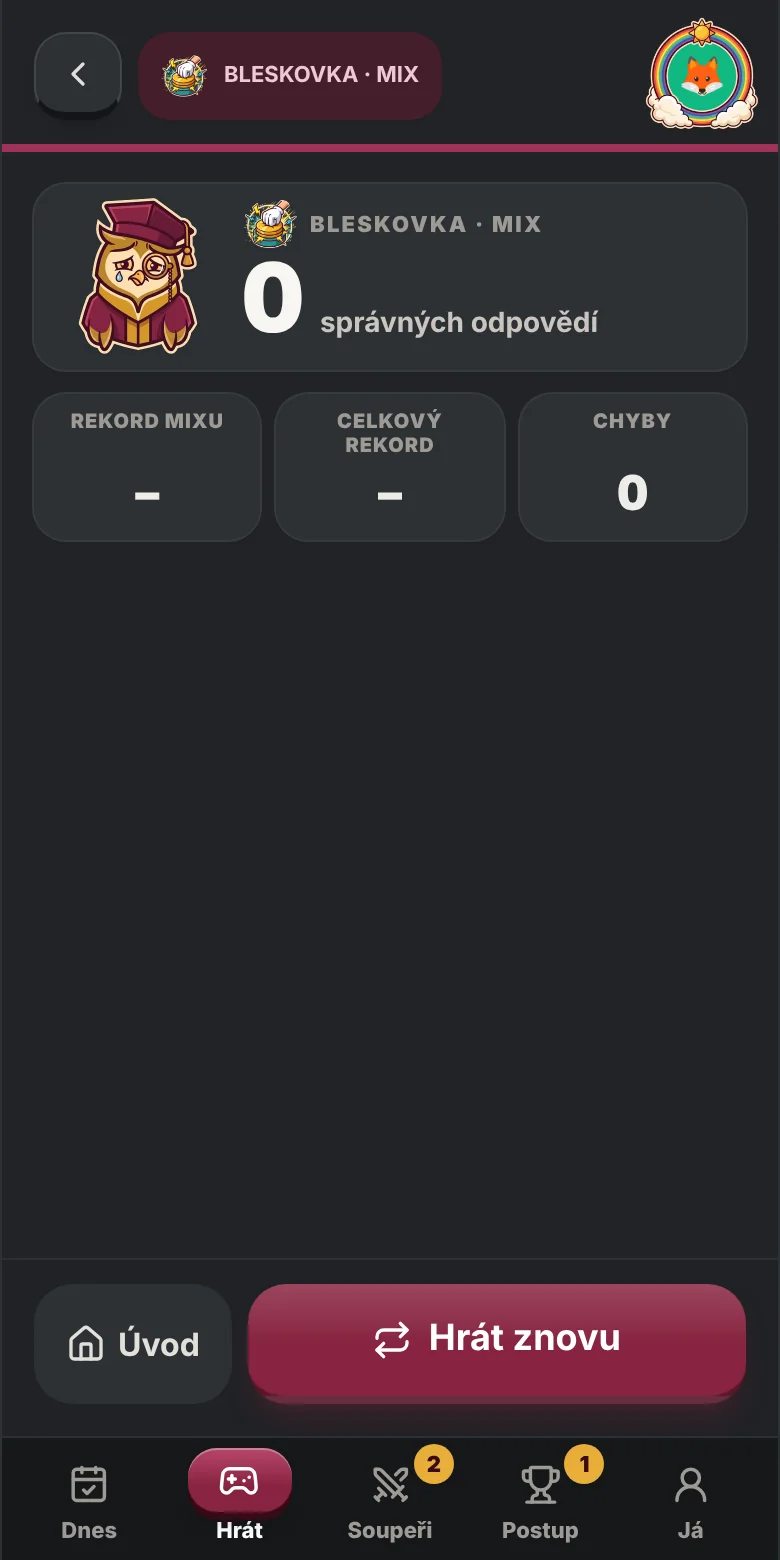 BLESKOVKA · MIX
BLESKOVKA · MIX
0 správných odpovědí
REKORD MIXU
–
CELKOVÝ
REKORD
–
CHYBY
0
Úvod
Hrát znovu
2
1
Dnes
Hrát
Soupeři
Postup
Já